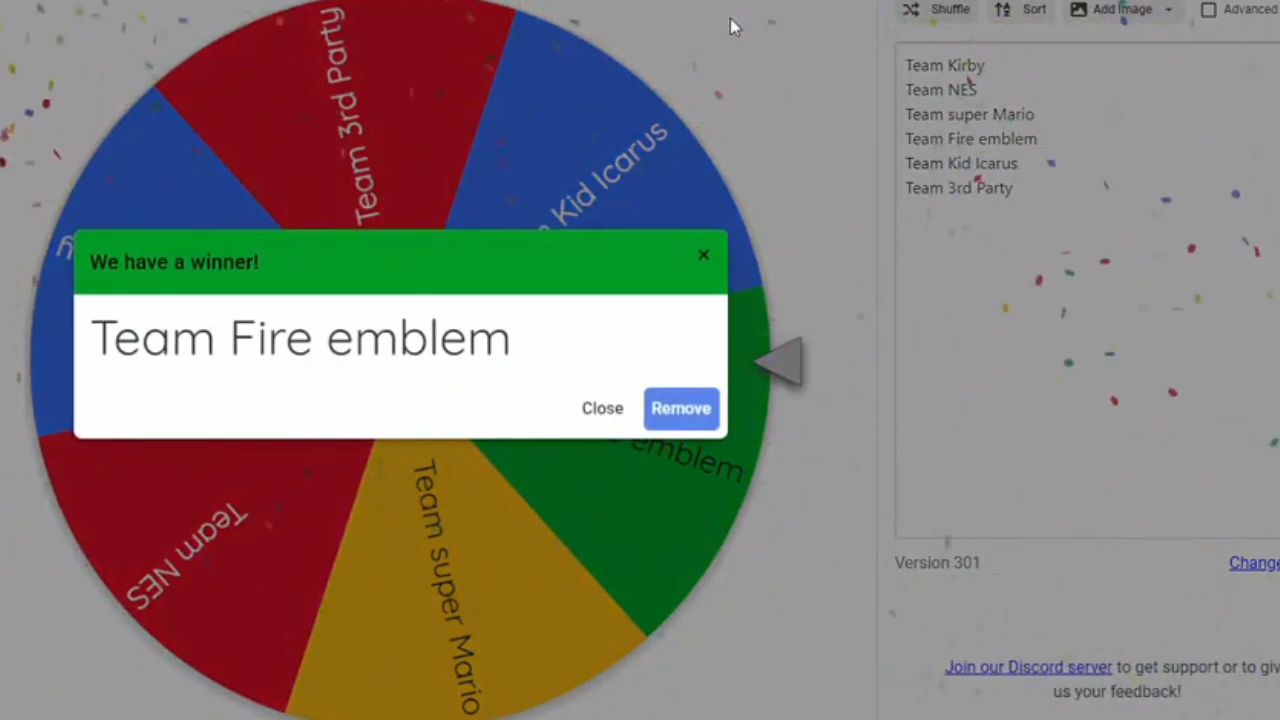 Shuffle
Sort
Add Image
Advanced
Team Kirby
Team NES
Team super Mario
Team Fire emblem
Team Kid Icarus
Team 3rd Party
Team 3rd Party
Kid Icarus
We have a winner!
×
Team Fire emblem
Close
Remove
emblem
Team super Mario
Team NES
Version 301
Change
Join our Discord server to get support or to giv
us your feedback!